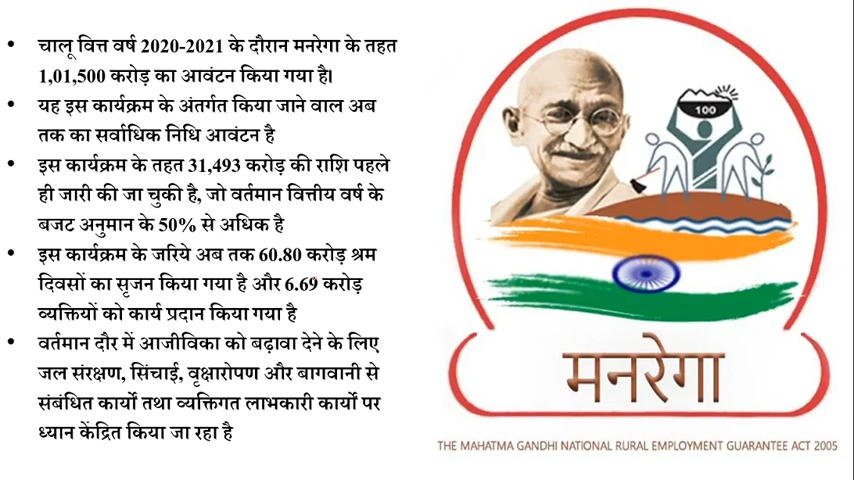 • चालू वित्त वर्ष 2020-2021 के दौरान मनरेगा के तहत
1,01,500 करोड़ का आवंटन किया गया है।
• यह इस कार्यक्रम के अंतर्गत किया जाने वाल अब
तक का सर्वाधिक निधि आवंटन है
• इस कार्यक्रम के तहत 31,493 करोड़ की राशि पहले
ही जारी की जा चुकी है, जो वर्तमान वित्तीय वर्ष के
बजट अनुमान के 50% से अधिक है
• इस कार्यक्रम के जरिये अब तक 60.80 करोड़ श्रम
दिवसों का सृजन किया गया है और 6.69 करोड़
व्यक्तियों को कार्य प्रदान किया गया है
• वर्तमान दौर में आजीविका को बढ़ावा देने के लिए
जल संरक्षण, सिंचाई, वृक्षारोपण और बागवानी से
संबंधित कार्यों तथा व्यक्तिगत लाभकारी कार्यों पर
ध्यान केंद्रित किया जा रहा है
100
मनरेगा
THE MAHATMA GANDHI NATIONAL RURAL EMPLOYMENT GUARANTEE ACT 2005